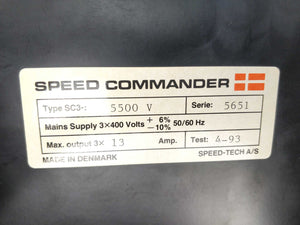 SPEED COMMANDER
Type SC3-: 5500 V Serie: 5651
Mains Supply 3×400 Volts + 6% − 10% 50/60 Hz
Max. output 3× 13 Amp. Test: 4-93
MADE IN DENMARK SPEED-TECH A/S